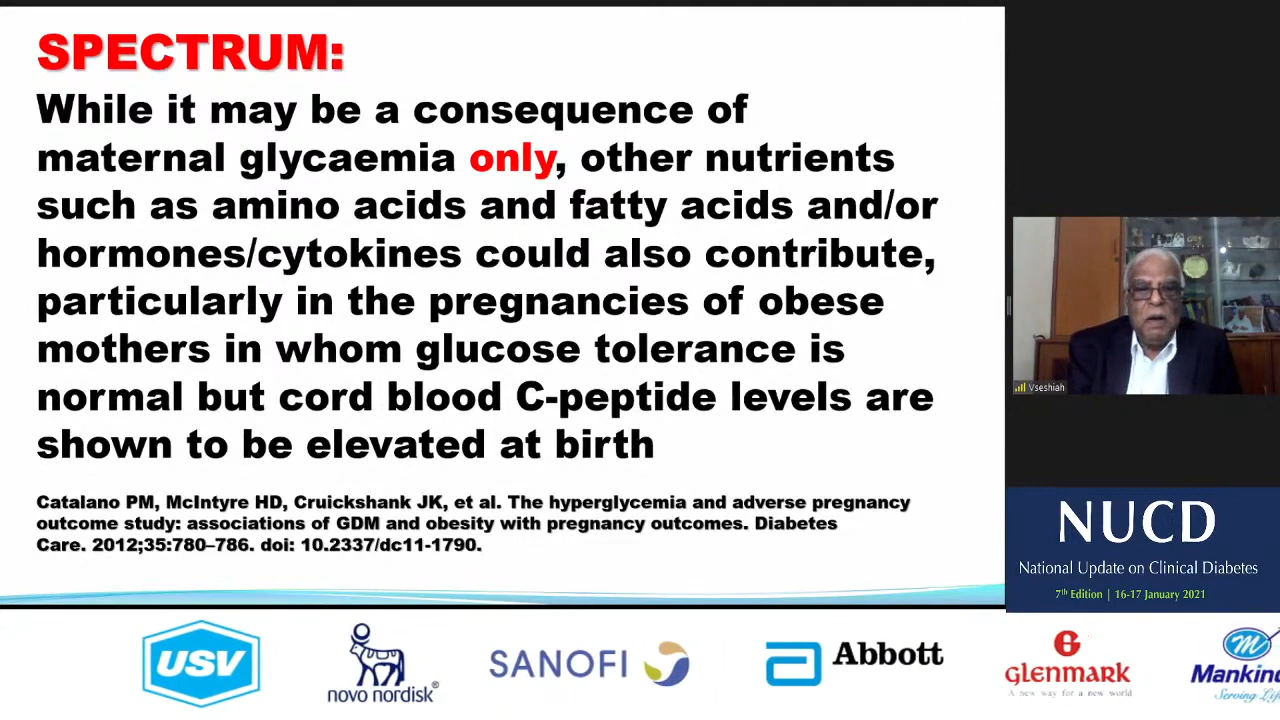 SPECTRUM:
While it may be a consequence of
maternal glycaemia only, other nutrients
such as amino acids and fatty acids and/or
hormones/cytokines could also contribute,
particularly in the pregnancies of obese
mothers in whom glucose tolerance is
normal but cord blood C-peptide levels are
shown to be elevated at birth
Catalano PM, McIntyre HD, Cruickshank JK, et al. The hyperglycemia and adverse pregnancy
outcome study: associations of GDM and obesity with pregnancy outcomes. Diabetes
Care. 2012;35:780–786. doi: 10.2337/dc11-1790.
Vseshiah
NUCD
National Update on Clinical Diabetes
7th Edition | 16-17 January 2021
USV
novo nordisk®
SANOFI
Abbott
GLENMARK
A new way for a new world
Mankind
Serving Life